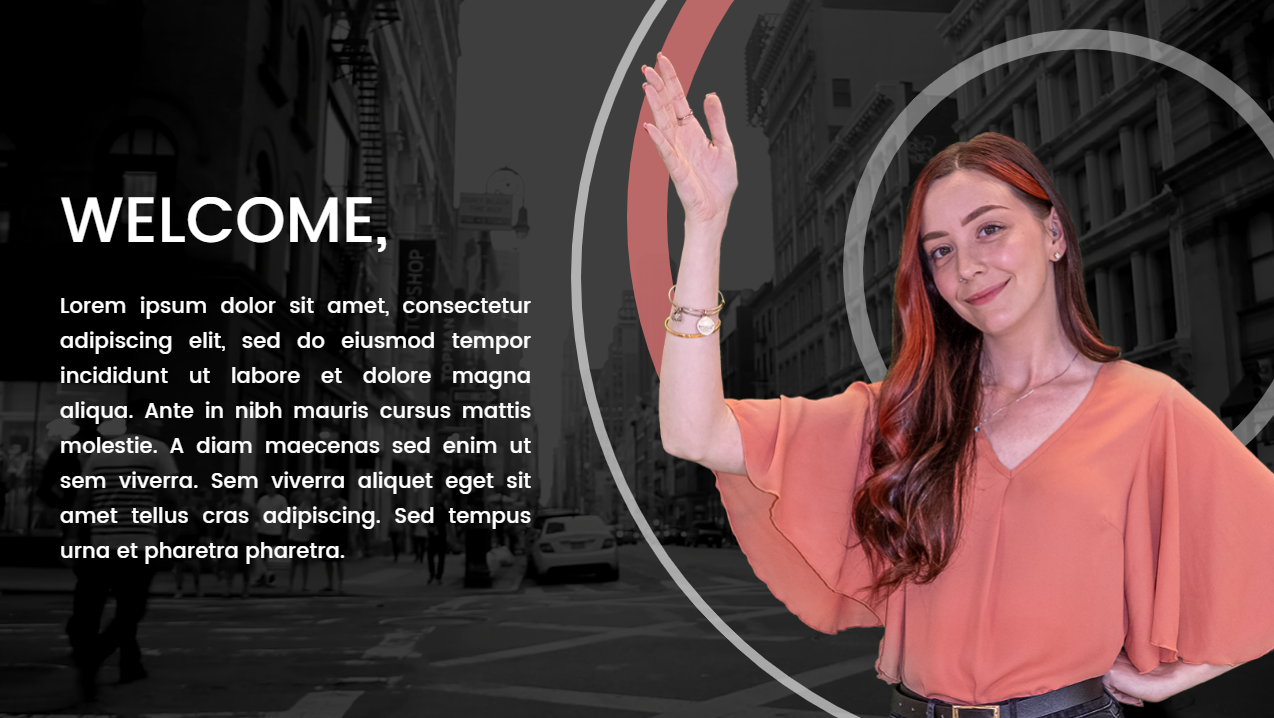 WELCOME,
Lorem ipsum dolor sit amet, consectetur
adipiscing elit, sed do eiusmod tempor
incididunt ut labore et dolore magna
aliqua. Ante in nibh mauris cursus mattis
molestie. A diam maecenas sed enim ut
sem viverra. Sem viverra aliquet eget sit
amet tellus cras adipiscing. Sed tempus
urna et pharetra pharetra.